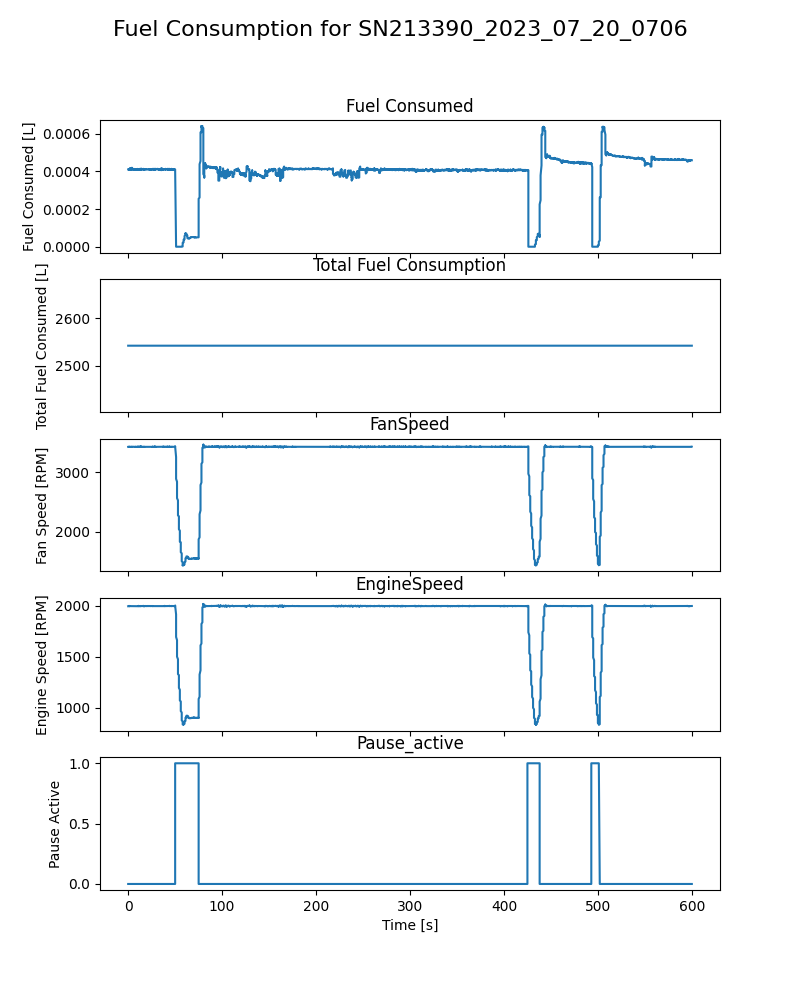 Fuel Consumption for SN213390_2023_07_20_0706
Fuel Consumed
Fuel Consumed [L]
0.0006
0.0004
0.0002
0.0000
Total Fuel Consumption
Total Fuel Consumed [L]
2600
2500
FanSpeed
Fan Speed [RPM]
3000
2000
EngineSpeed
Engine Speed [RPM]
2000
1500
1000
Pause_active
Pause Active
1.0
0.5
0.0
0 100 200 300 400 500 600
Time [s]